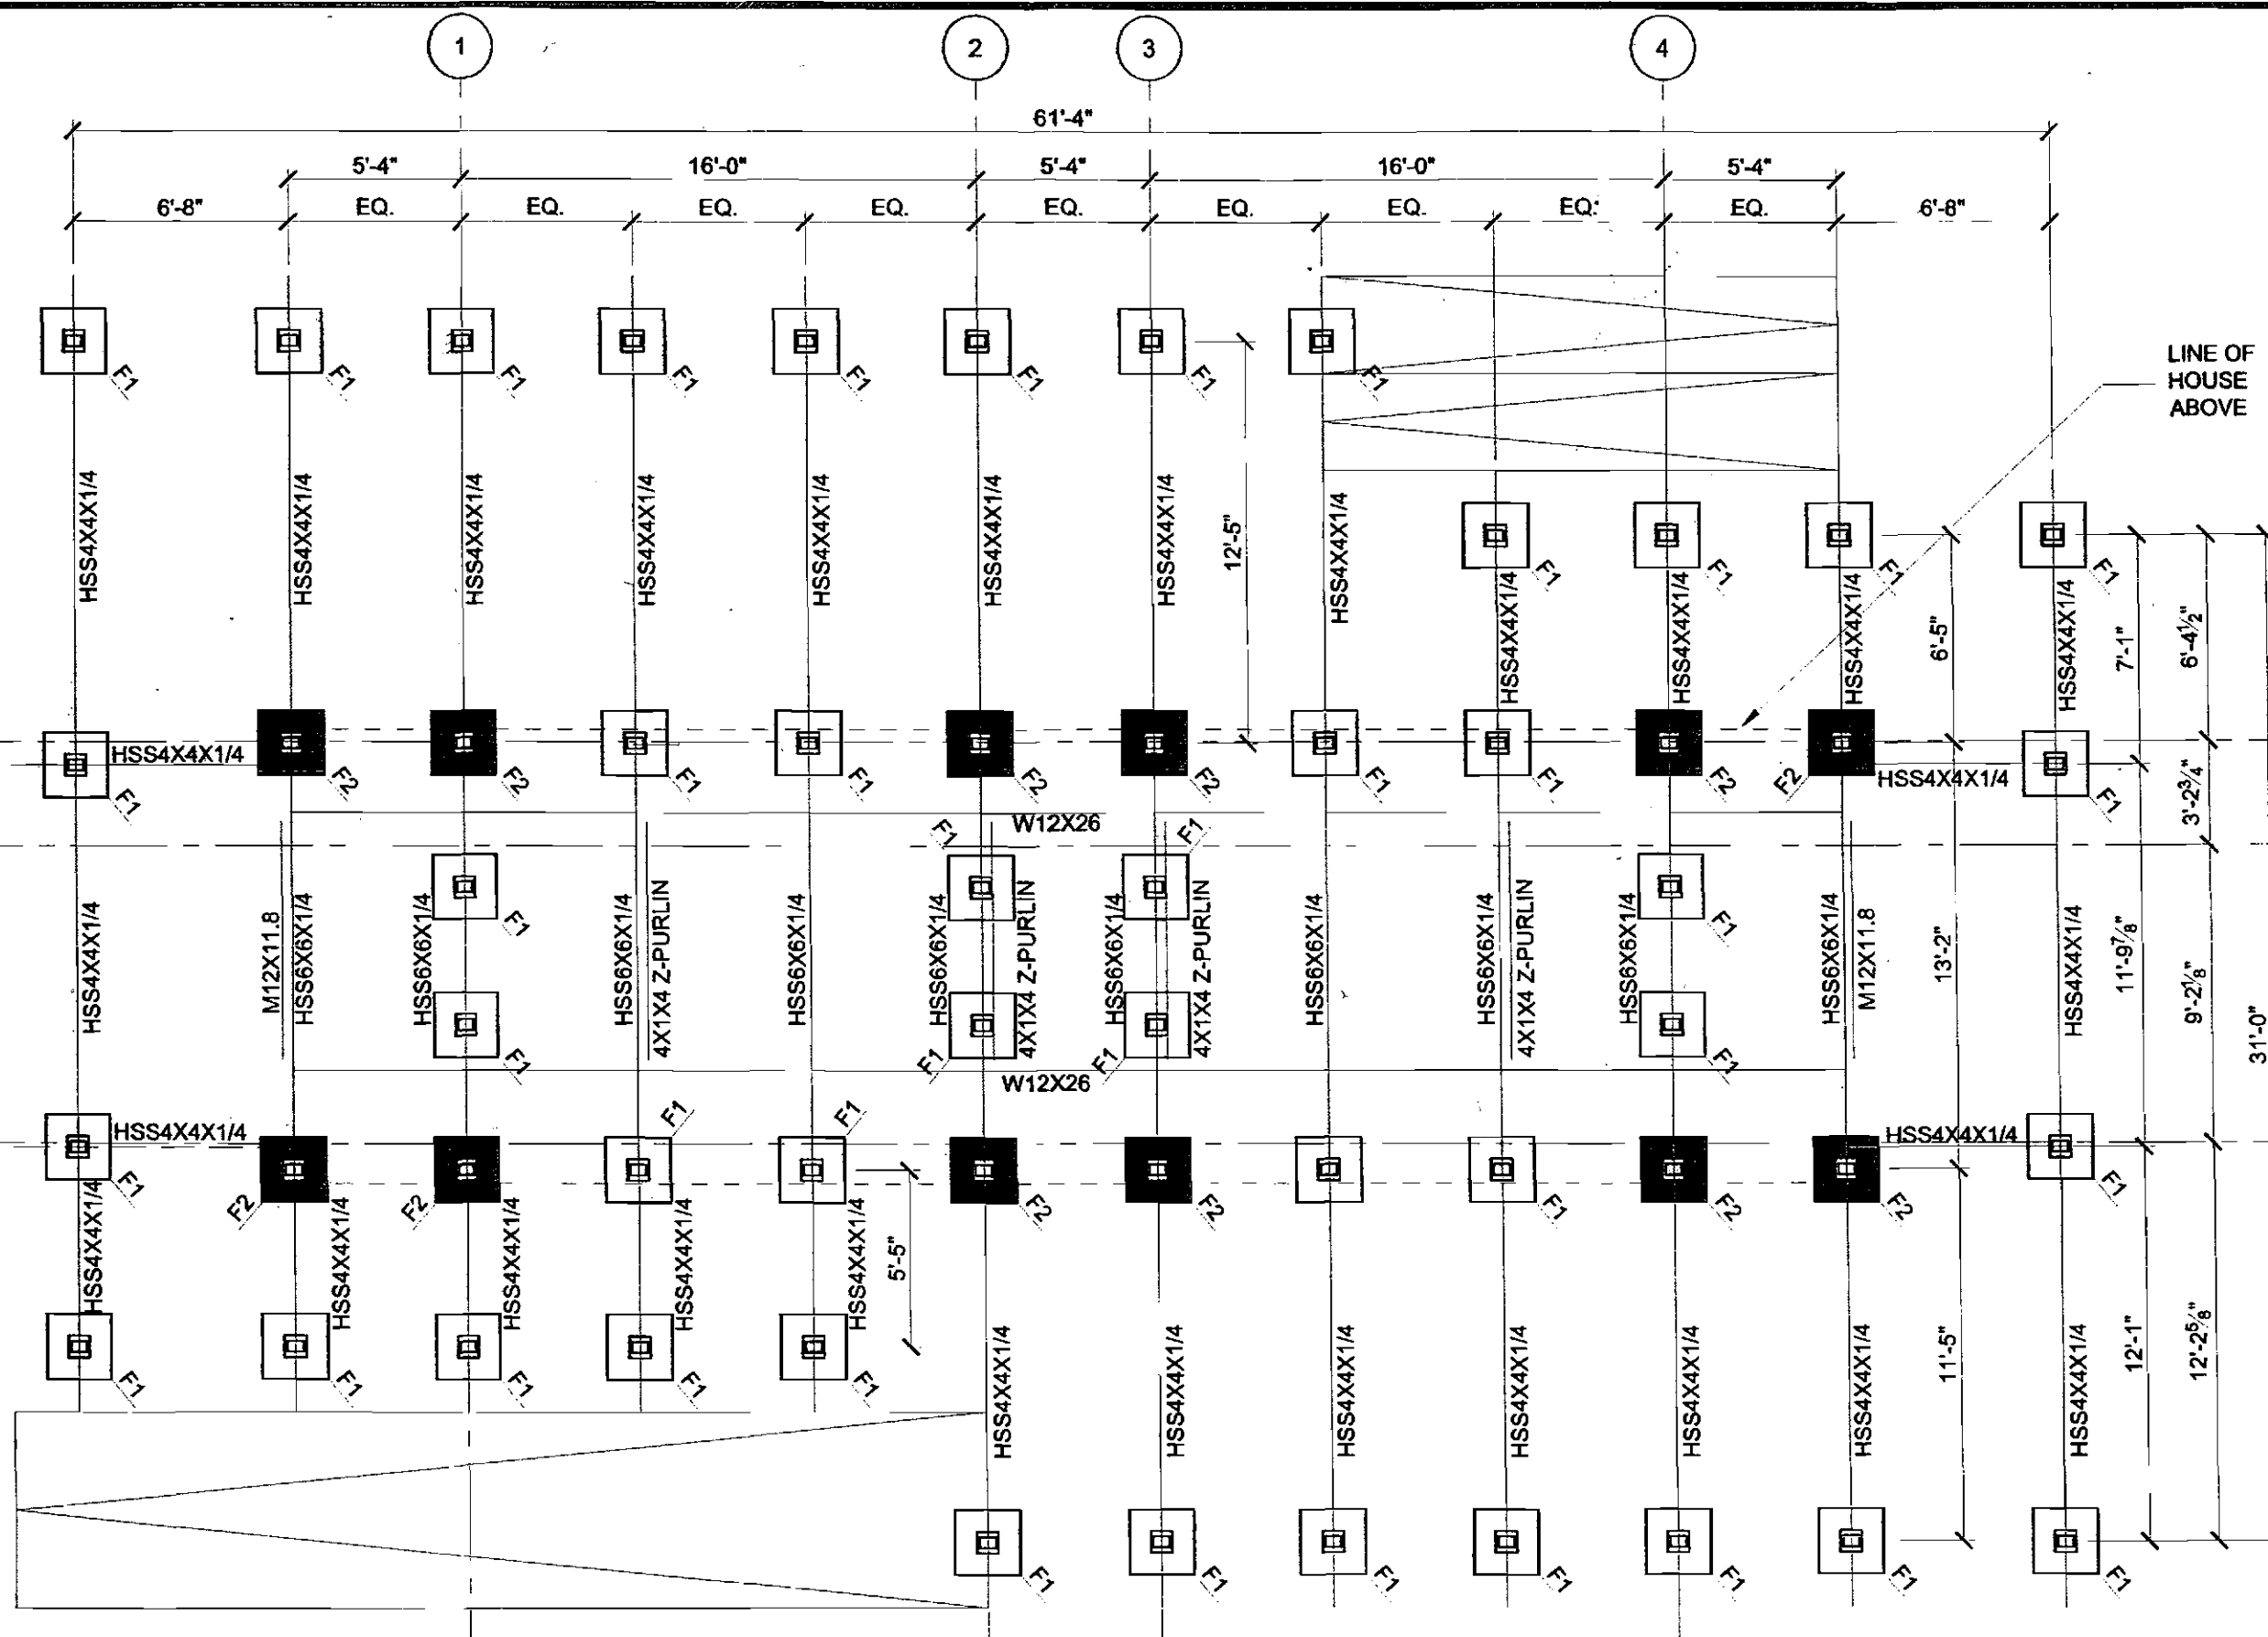 1 2 3 4
61'-4"
5'-4" 16'-0" 5'-4" 16'-0" 5'-4"
6'-8" EQ. EQ. EQ. EQ. EQ. EQ. EQ. EQ. EQ. 6'-8"
LINE OF
HOUSE
ABOVE
F1 F1 F1 F1 F1 F1 F1 F1
HSS4X4X1/4 HSS4X4X1/4 HSS4X4X1/4 HSS4X4X1/4 HSS4X4X1/4 HSS4X4X1/4 HSS4X4X1/4 12'-5" HSS4X4X1/4
F1 F1 F1 F1
HSS4X4X1/4 HSS4X4X1/4 HSS4X4X1/4 6'-5" HSS4X4X1/4 7'-1" 6'-4½"
HSS4X4X1/4 HSS4X4X1/4
F1 F2 F2 F1 F1 F2 F2 F1 F1 F2 F2 F1
3'-2¾"
W12X26
F1 F1
F1 F1
HSS4X4X1/4 M12X11.8 HSS6X6X1/4 HSS6X6X1/4 HSS6X6X1/4 4X1X4 Z-PURLIN HSS6X6X1/4 HSS6X6X1/4 4X1X4 Z-PURLIN HSS6X6X1/4 4X1X4 Z-PURLIN HSS6X6X1/4 HSS6X6X1/4 4X1X4 Z-PURLIN HSS6X6X1/4 HSS6X6X1/4 M12X11.8 13'-2" HSS4X4X1/4 11'-9⅞" 9'-2⅛" 31'-0"
F1 F1 F1 F1
W12X26
HSS4X4X1/4 F1 F1 HSS4X4X1/4
F1 F2 F2 F2 F2 F1 F1 F2 F2 F1
HSS4X4X1/4 HSS4X4X1/4 HSS4X4X1/4 HSS4X4X1/4 HSS4X4X1/4 5'-5"
F1 F1 F1 F1 F1
HSS4X4X1/4 HSS4X4X1/4 HSS4X4X1/4 HSS4X4X1/4 HSS4X4X1/4 HSS4X4X1/4 11'-5" HSS4X4X1/4 12'-1" 12'-2⅝"
F1 F1 F1 F1 F1 F1 F1